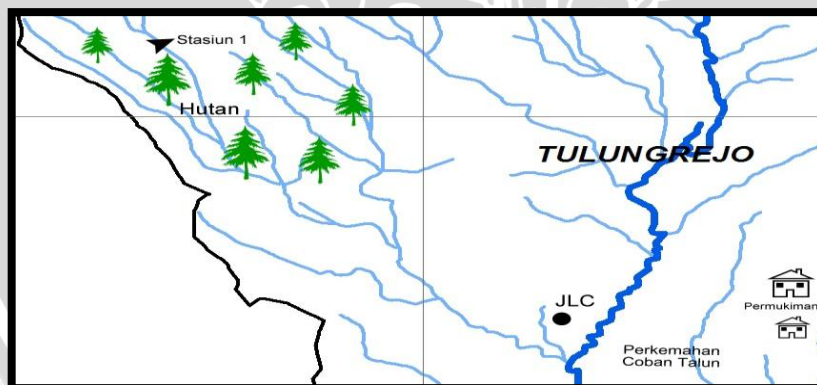 Stasiun 1
Hutan
TULUNGREJO
JLC
Permukiman
Perkemahan
Coban Talun